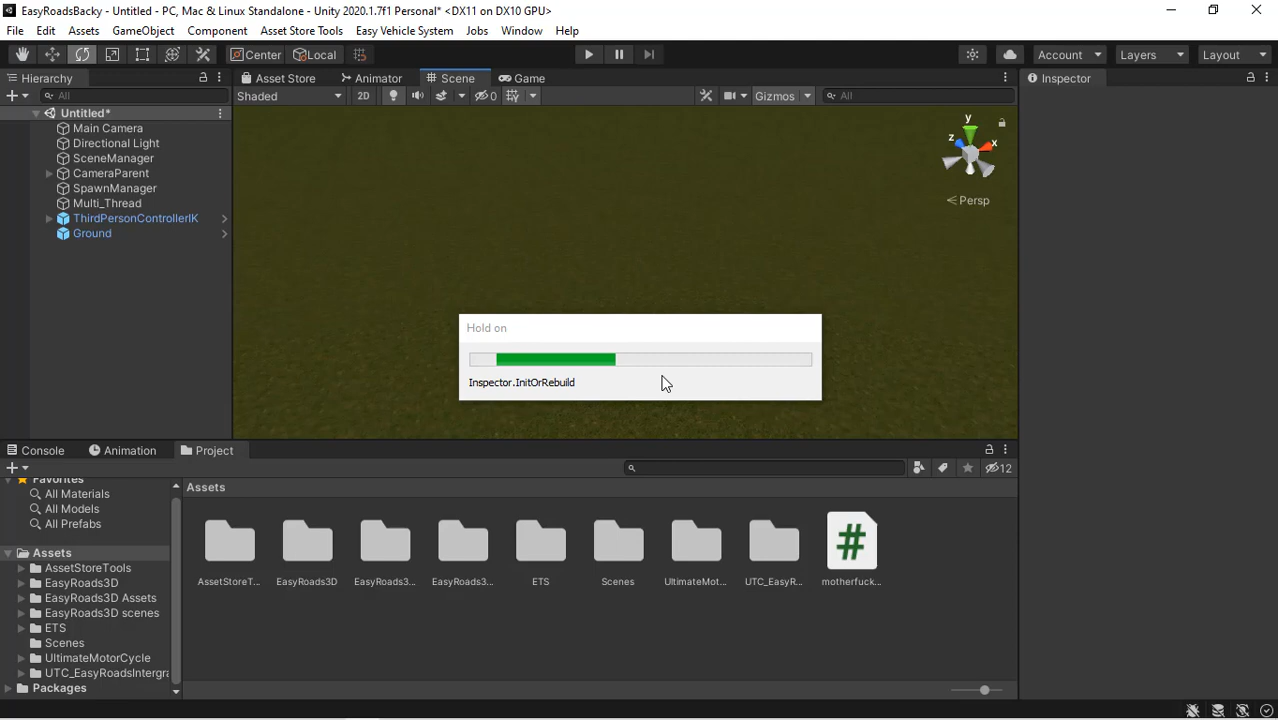 EasyRoadsBacky - Untitled - PC, Mac & Linux Standalone - Unity 2020.1.7f1 Personal* <DX11 on DX10 GPU>
File Edit Assets GameObject Component Asset Store Tools Easy Vehicle System Jobs Window Help
Center Local Account Layers Layout
Hierarchy Asset Store Animator Scene Game Inspector
All Shaded 2D 0 Gizmos All
Untitled*
Main Camera
Directional Light
SceneManager
CameraParent
SpawnManager
Multi_Thread
ThirdPersonControllerIK
Ground
y
z x
Persp
Hold on
Inspector.InitOrRebuild
Console Animation Project
12
Favorites
All Materials
All Models
All Prefabs
Assets
AssetStoreTools
EasyRoads3D
EasyRoads3D Assets
EasyRoads3D scenes
ETS
Scenes
UltimateMotorCycle
UTC_EasyRoadsIntergra
Packages
Assets
#
AssetStoreT... EasyRoads3D EasyRoads3... EasyRoads3... ETS Scenes UltimateMot... UTC_EasyR... motherfuck...